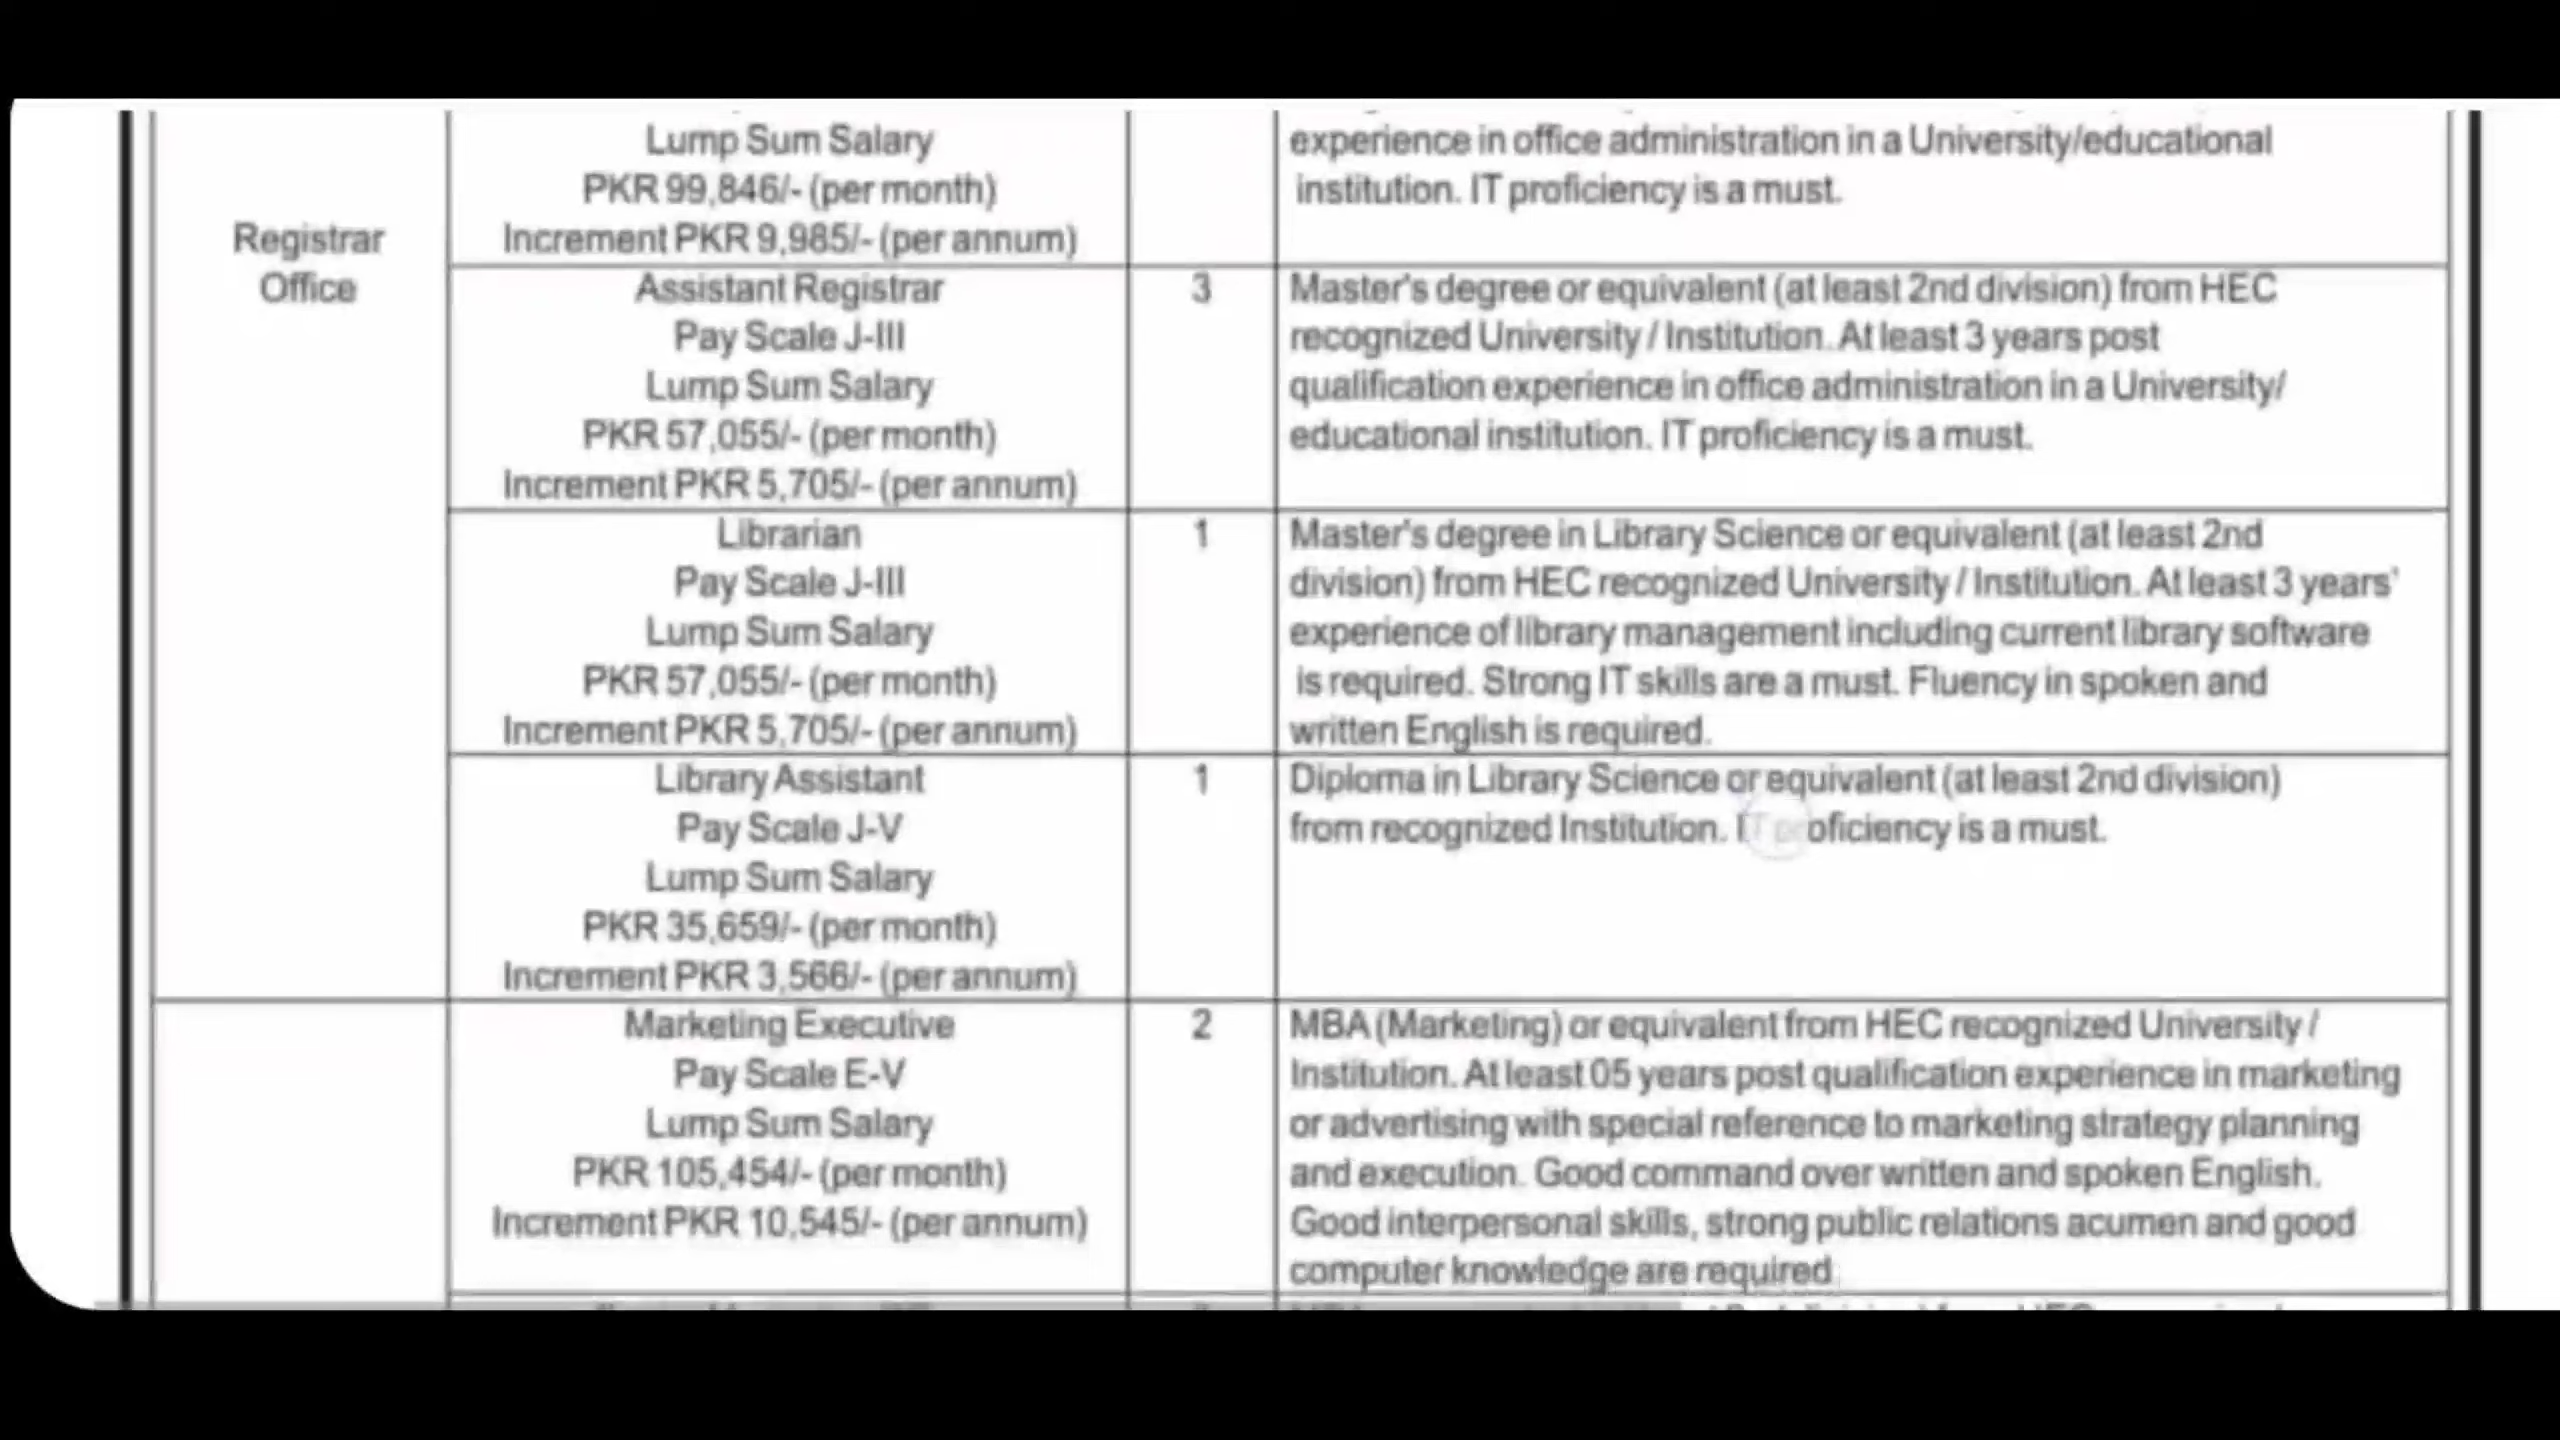 Registrar
Office
Lump Sum Salary
PKR 99,846/- (per month)
Increment PKR 9,985/- (per annum)
experience in office administration in a University/educational
institution. IT proficiency is a must.
Assistant Registrar
Pay Scale J-III
Lump Sum Salary
PKR 57,055/- (per month)
Increment PKR 5,705/- (per annum)
3
Master's degree or equivalent (at least 2nd division) from HEC
recognized University / Institution. At least 3 years post
qualification experience in office administration in a University/
educational institution. IT proficiency is a must.
Librarian
Pay Scale J-III
Lump Sum Salary
PKR 57,055/- (per month)
Increment PKR 5,705/- (per annum)
1
Master's degree in Library Science or equivalent (at least 2nd
division) from HEC recognized University / Institution. At least 3 years'
experience of library management including current library software
is required. Strong IT skills are a must. Fluency in spoken and
written English is required.
Library Assistant
Pay Scale J-V
Lump Sum Salary
PKR 35,659/- (per month)
Increment PKR 3,566/- (per annum)
1
Diploma in Library Science or equivalent (at least 2nd division)
from recognized Institution. IT proficiency is a must.
Marketing Executive
Pay Scale E-V
Lump Sum Salary
PKR 105,454/- (per month)
Increment PKR 10,545/- (per annum)
2
MBA (Marketing) or equivalent from HEC recognized University /
Institution. At least 05 years post qualification experience in marketing
or advertising with special reference to marketing strategy planning
and execution. Good command over written and spoken English.
Good interpersonal skills, strong public relations acumen and good
computer knowledge are required